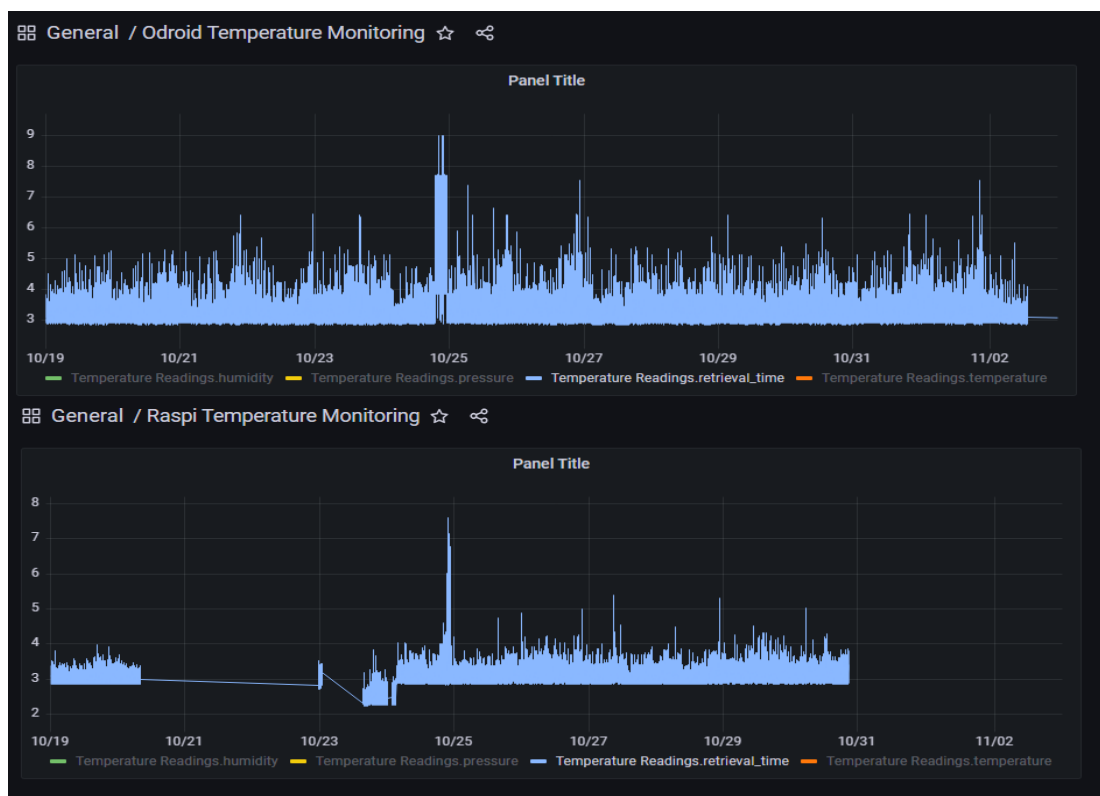 General / Odroid Temperature Monitoring
Panel Title
9
8
7
6
5
4
3
10/19 10/21 10/23 10/25 10/27 10/29 10/31 11/02
Temperature Readings.humidity Temperature Readings.pressure Temperature Readings.retrieval_time Temperature Readings.temperature
General / Raspi Temperature Monitoring
Panel Title
8
7
6
5
4
3
2
10/19 10/21 10/23 10/25 10/27 10/29 10/31 11/02
Temperature Readings.humidity Temperature Readings.pressure Temperature Readings.retrieval_time Temperature Readings.temperature